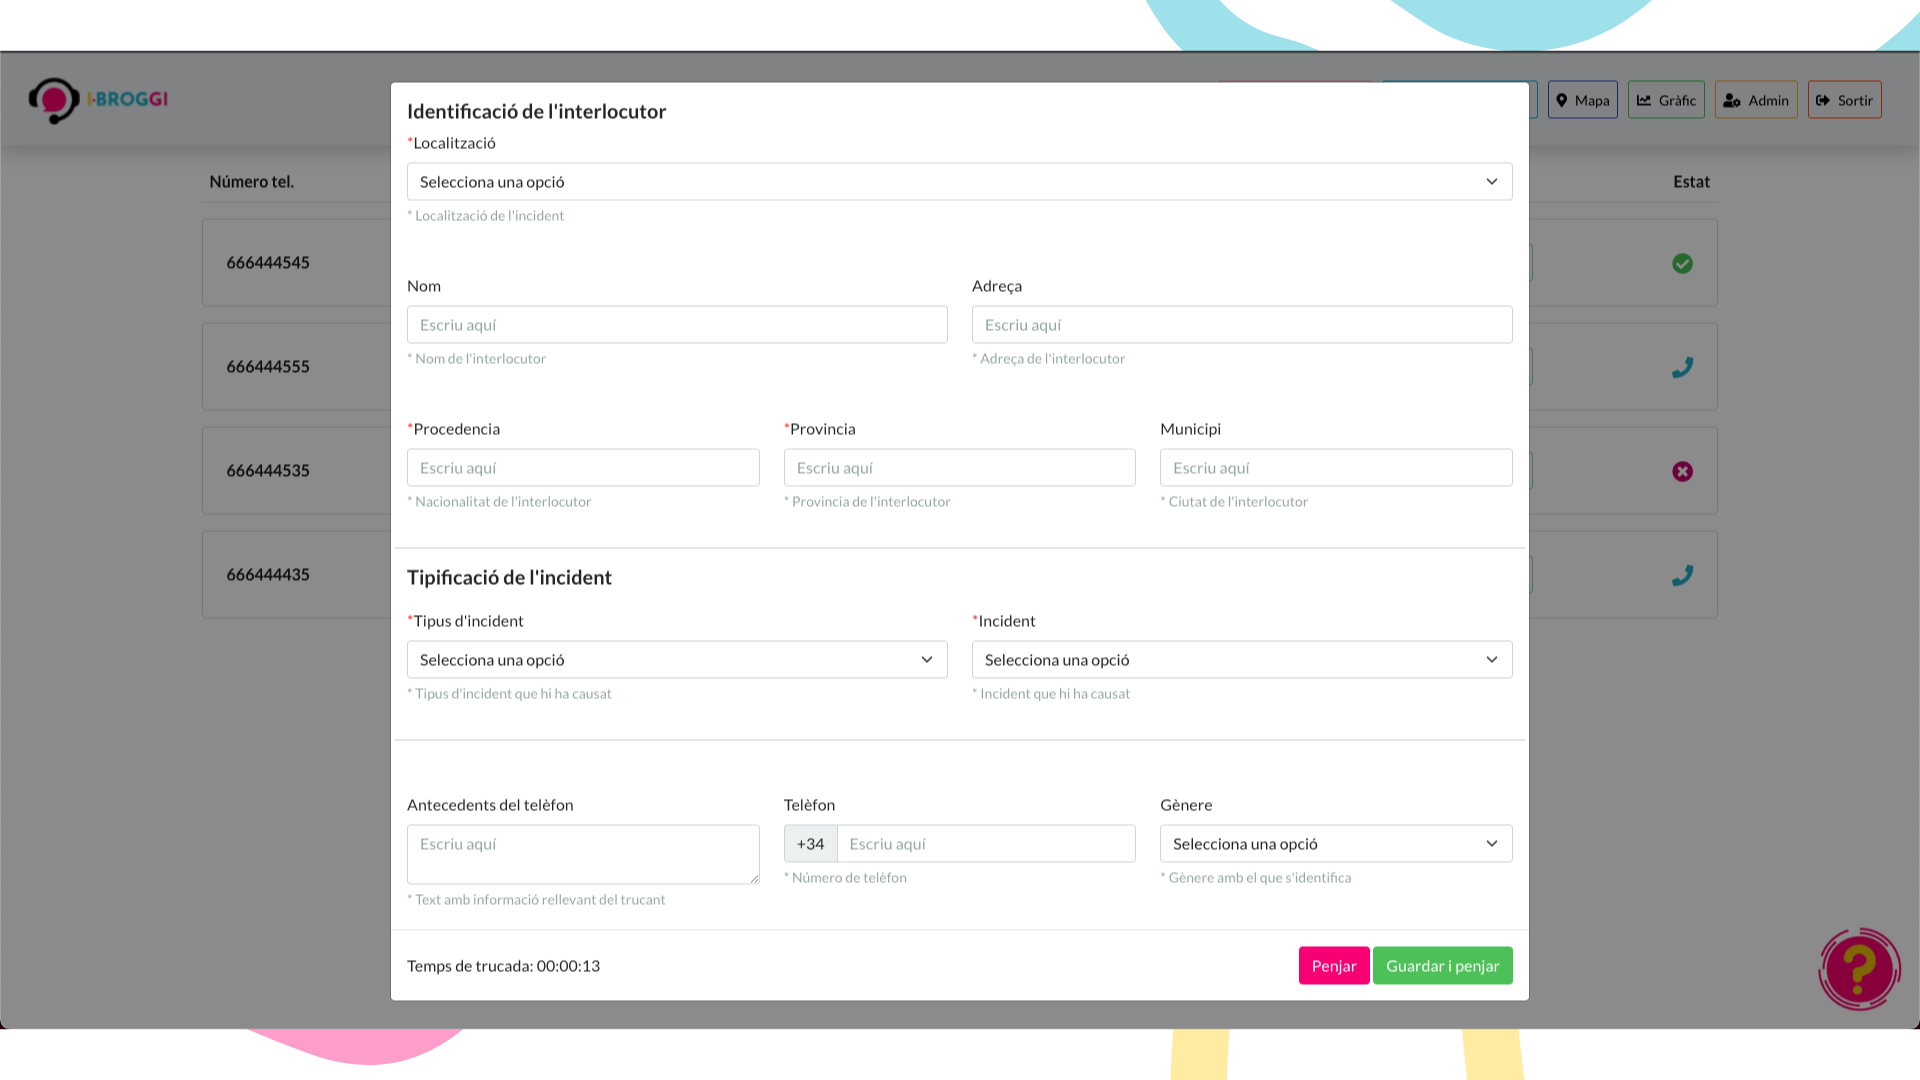 I·BROGGI
Mapa
Gràfic
Admin
Sortir
Número tel.
Estat
666444545
666444555
666444535
666444435
Identificació de l'interlocutor
*Localització
Selecciona una opció
* Localització de l'incident
Nom
Adreça
Escriu aquí
Escriu aquí
* Nom de l'interlocutor
* Adreça de l'interlocutor
*Procedencia
*Provincia
Municipi
Escriu aquí
Escriu aquí
Escriu aquí
* Nacionalitat de l'interlocutor
* Provincia de l'interlocutor
* Ciutat de l'interlocutor
Tipificació de l'incident
*Tipus d'incident
*Incident
Selecciona una opció
Selecciona una opció
* Tipus d'incident que hi ha causat
* Incident que hi ha causat
Antecedents del telèfon
Telèfon
Gènere
Escriu aquí
+34
Escriu aquí
Selecciona una opció
* Text amb informació rellevant del trucant
* Número de telèfon
* Gènere amb el que s'identifica
Temps de trucada: 00:00:13
Penjar
Guardar i penjar
?